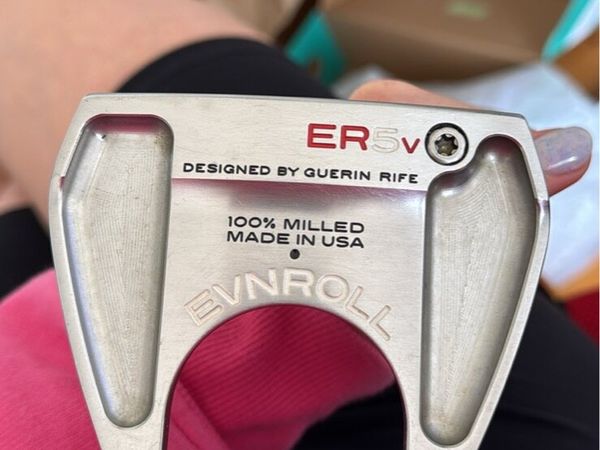 ER5v
DESIGNED BY GUERIN RIFE
100% MILLED
MADE IN USA
EVNROLL